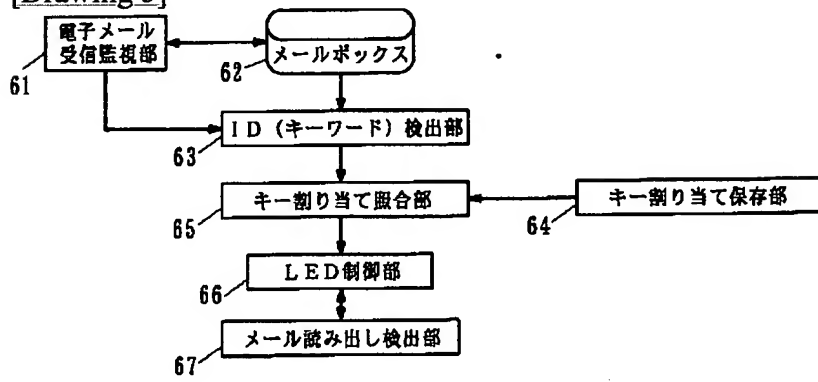 電子メール
受信監視部
61
メールボックス
62
ID(キーワード)検出部
63
キー割り当て照合部
65
キー割り当て保存部
64
LED制御部
66
メール読み出し検出部
67